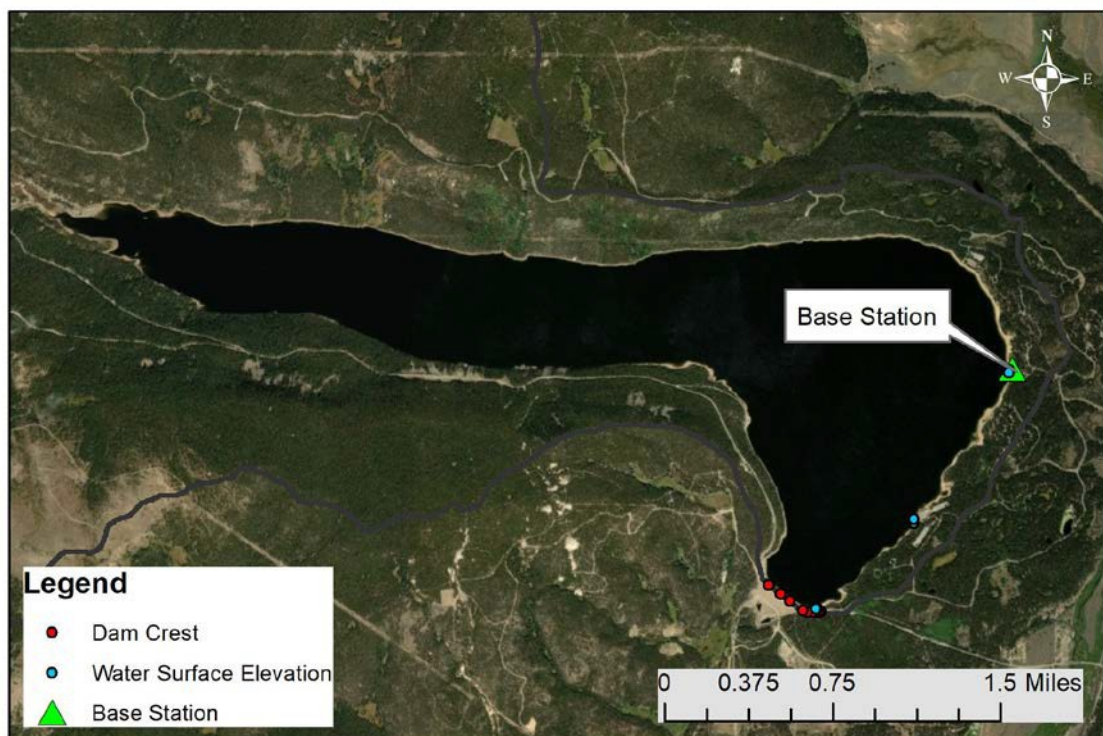 N
W E
S
Base Station
Legend
Dam Crest
Water Surface Elevation
Base Station
0 0.375 0.75 1.5 Miles